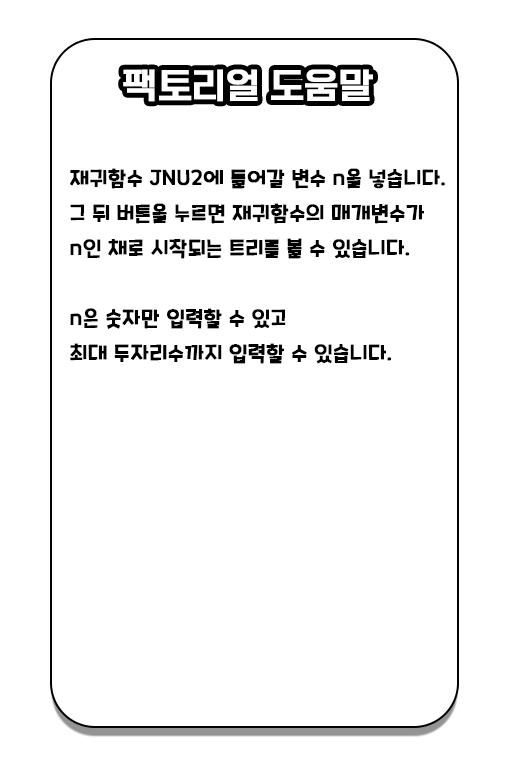 팩토리얼 도움말
재귀함수 JNU2에 들어갈 변수 n을 넣습니다.
그 뒤 버튼을 누르면 재귀함수의 매개변수가
n인 채로 시작되는 트리를 볼 수 있습니다.
n은 숫자만 입력할 수 있고
최대 두자리수까지 입력할 수 있습니다.